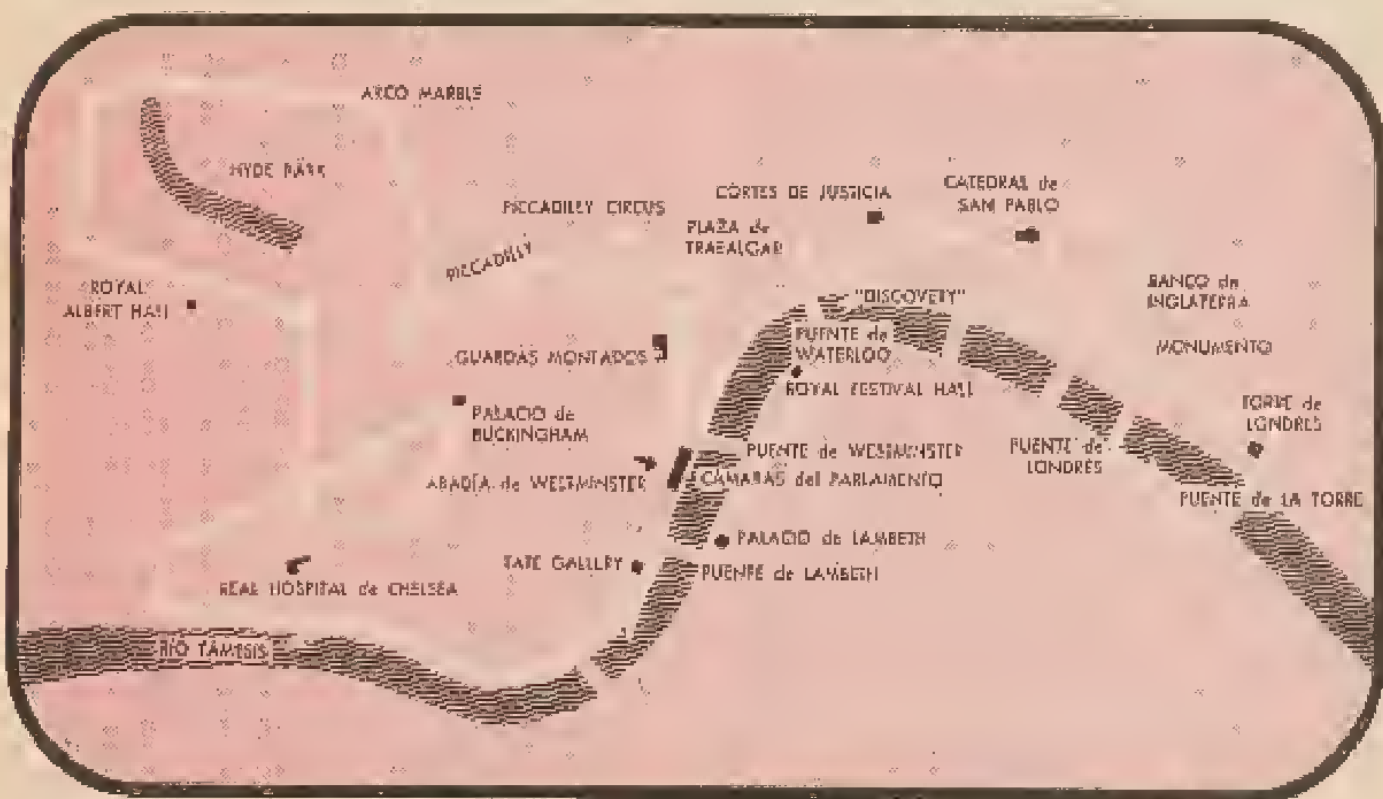 ARCO MARBLE
HYDE PARK
PICCADILLY CIRCUS
CORTES DE JUSTICIA
CATEDRAL de
SAN PABLO
PLAZA de
TRAFALGAR
PICCADILLY
ROYAL
ALBERT HALL
"DISCOVERY"
BANCO de
INGLATERRA
PUENTE de
WATERLOO
MONUMENTO
GUARDAS MONTADOS
ROYAL FESTIVAL HALL
TORRE de
LONDRES
PALACIO de
BUCKINGHAM
PUENTE de WESTMINSTER
PUENTE de
LONDRES
ABADÍA de WESTMINSTER
CÁMARAS del PARLAMENTO
PUENTE de LA TORRE
PALACIO de LAMBETH
TATE GALLLEY
PUENTE de LAMBETH
REAL HOSPITAL de CHELSEA
RÍO TÁMESIS